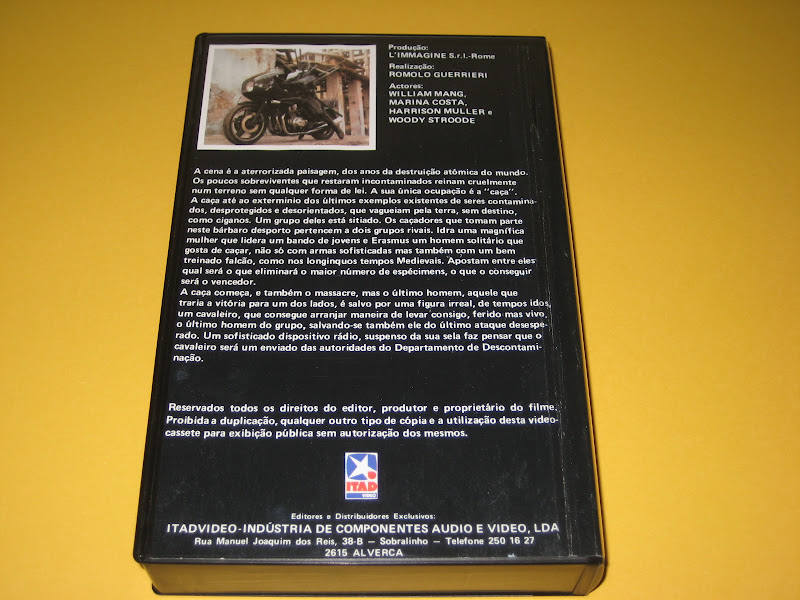 Produção:
L'IMMAGINE S.r.l.-Rome
Realização:
ROMOLO GUERRIERI
Actores:
WILLIAM MANG,
MARINA COSTA,
HARRISON MULLER e
WOODY STROODE
A cena é a aterrorizada paisagem, dos anos da destruição atômica do mundo.
Os poucos sobreviventes que restaram incontaminados reinam cruelmente
num terreno sem qualquer forma de lei. A sua única ocupação é a "caça".
A caça até ao extermínio dos últimos exemplos existentes de seres contamina-
dos, desprotegidos e desorientados, que vagueiam pela terra, sem destino,
como ciganos. Um grupo deles está sitiado. Os caçadores que tomam parte
neste bárbaro desporto pertencem a dois grupos rivais. Idra uma magnífica
mulher que lidera um bando de jovens e Erasmus um homem solitário que
gosta de caçar, não só com armas sofisticadas mas também com um bem
treinado falcão, como nos longinquos tempos Medievais. Apostam entre eles
qual será o que eliminará o maior número de espécimens, o que o conseguir
será o vencedor.
A caça começa, e também o massacre, mas o último homem, aquele que
traria a vitória para um dos lados, é salvo por uma figura irreal, de tempos idos,
um cavaleiro, que consegue arranjar maneira de levar consigo, ferido mas vivo,
o último homem do grupo, salvando-se também ele do último ataque desespe-
rado. Um sofisticado dispositivo rádio, suspenso da sua sela faz pensar que o
cavaleiro será um enviado das autoridades do Departamento de Descontami-
nação.
Reservados todos os direitos do editor, produtor e proprietário do filme.
Proibida a duplicação, qualquer outro tipo de cópia e a utilização desta video-
cassete para exibição pública sem autorização dos mesmos.
ITAD
VIDEO
Editores e Distribuidores Exclusivos:
ITADVIDEO-INDÚSTRIA DE COMPONENTES AUDIO E VIDEO, LDA
Rua Manuel Joaquim dos Reis, 38-B — Sobralinho — Telefone 250 16 27
2615 ALVERCA